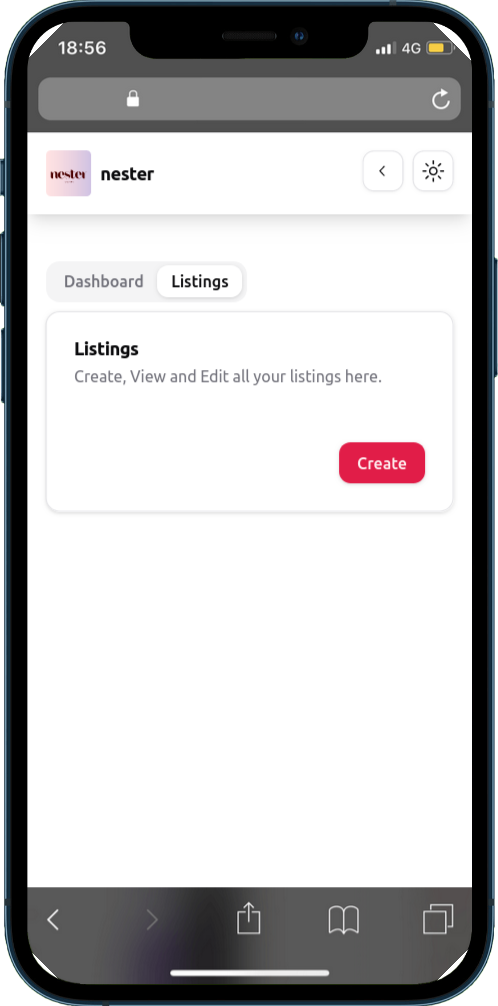 18:56
4G
nester
nester
Dashboard
Listings
Listings
Create, View and Edit all your listings here.
Create